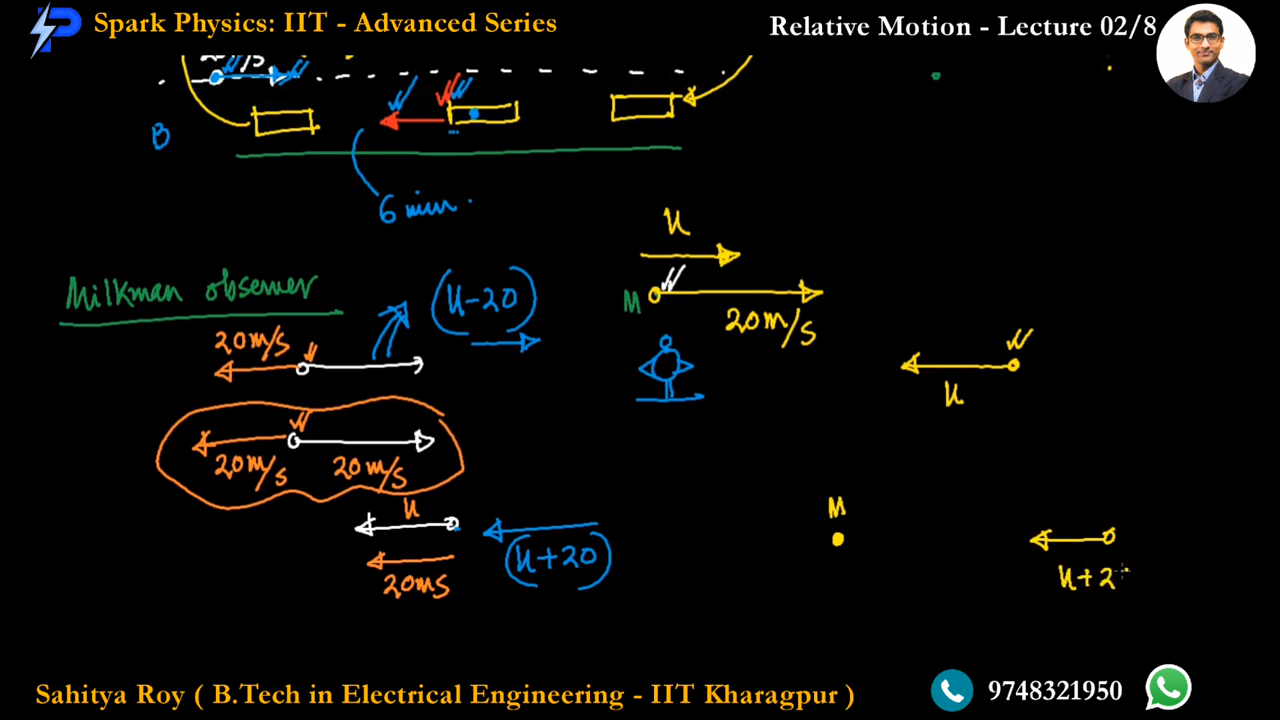 Spark Physics: IIT - Advanced Series
Relative Motion - Lecture 02/8
B
6 min.
u
Milkman observer
(u-20)
M
20m/s
20m/s
u
20m/s
20m/s
u
M
(u+20)
20ms
u+2
Sahitya Roy ( B.Tech in Electrical Engineering - IIT Kharagpur )
9748321950